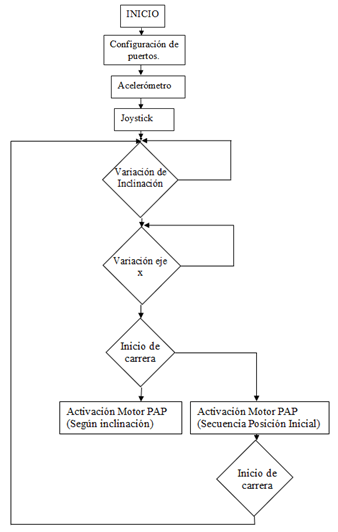 INICIO
Configuración de
puertos.
Acelerómetro
Joystick
Variación de
Inclinación
Variación eje
x
Inicio de
carrera
Activación Motor PAP
(Según inclinación)
Activación Motor PAP
(Secuencia Posición Inicial)
Inicio de
carrera